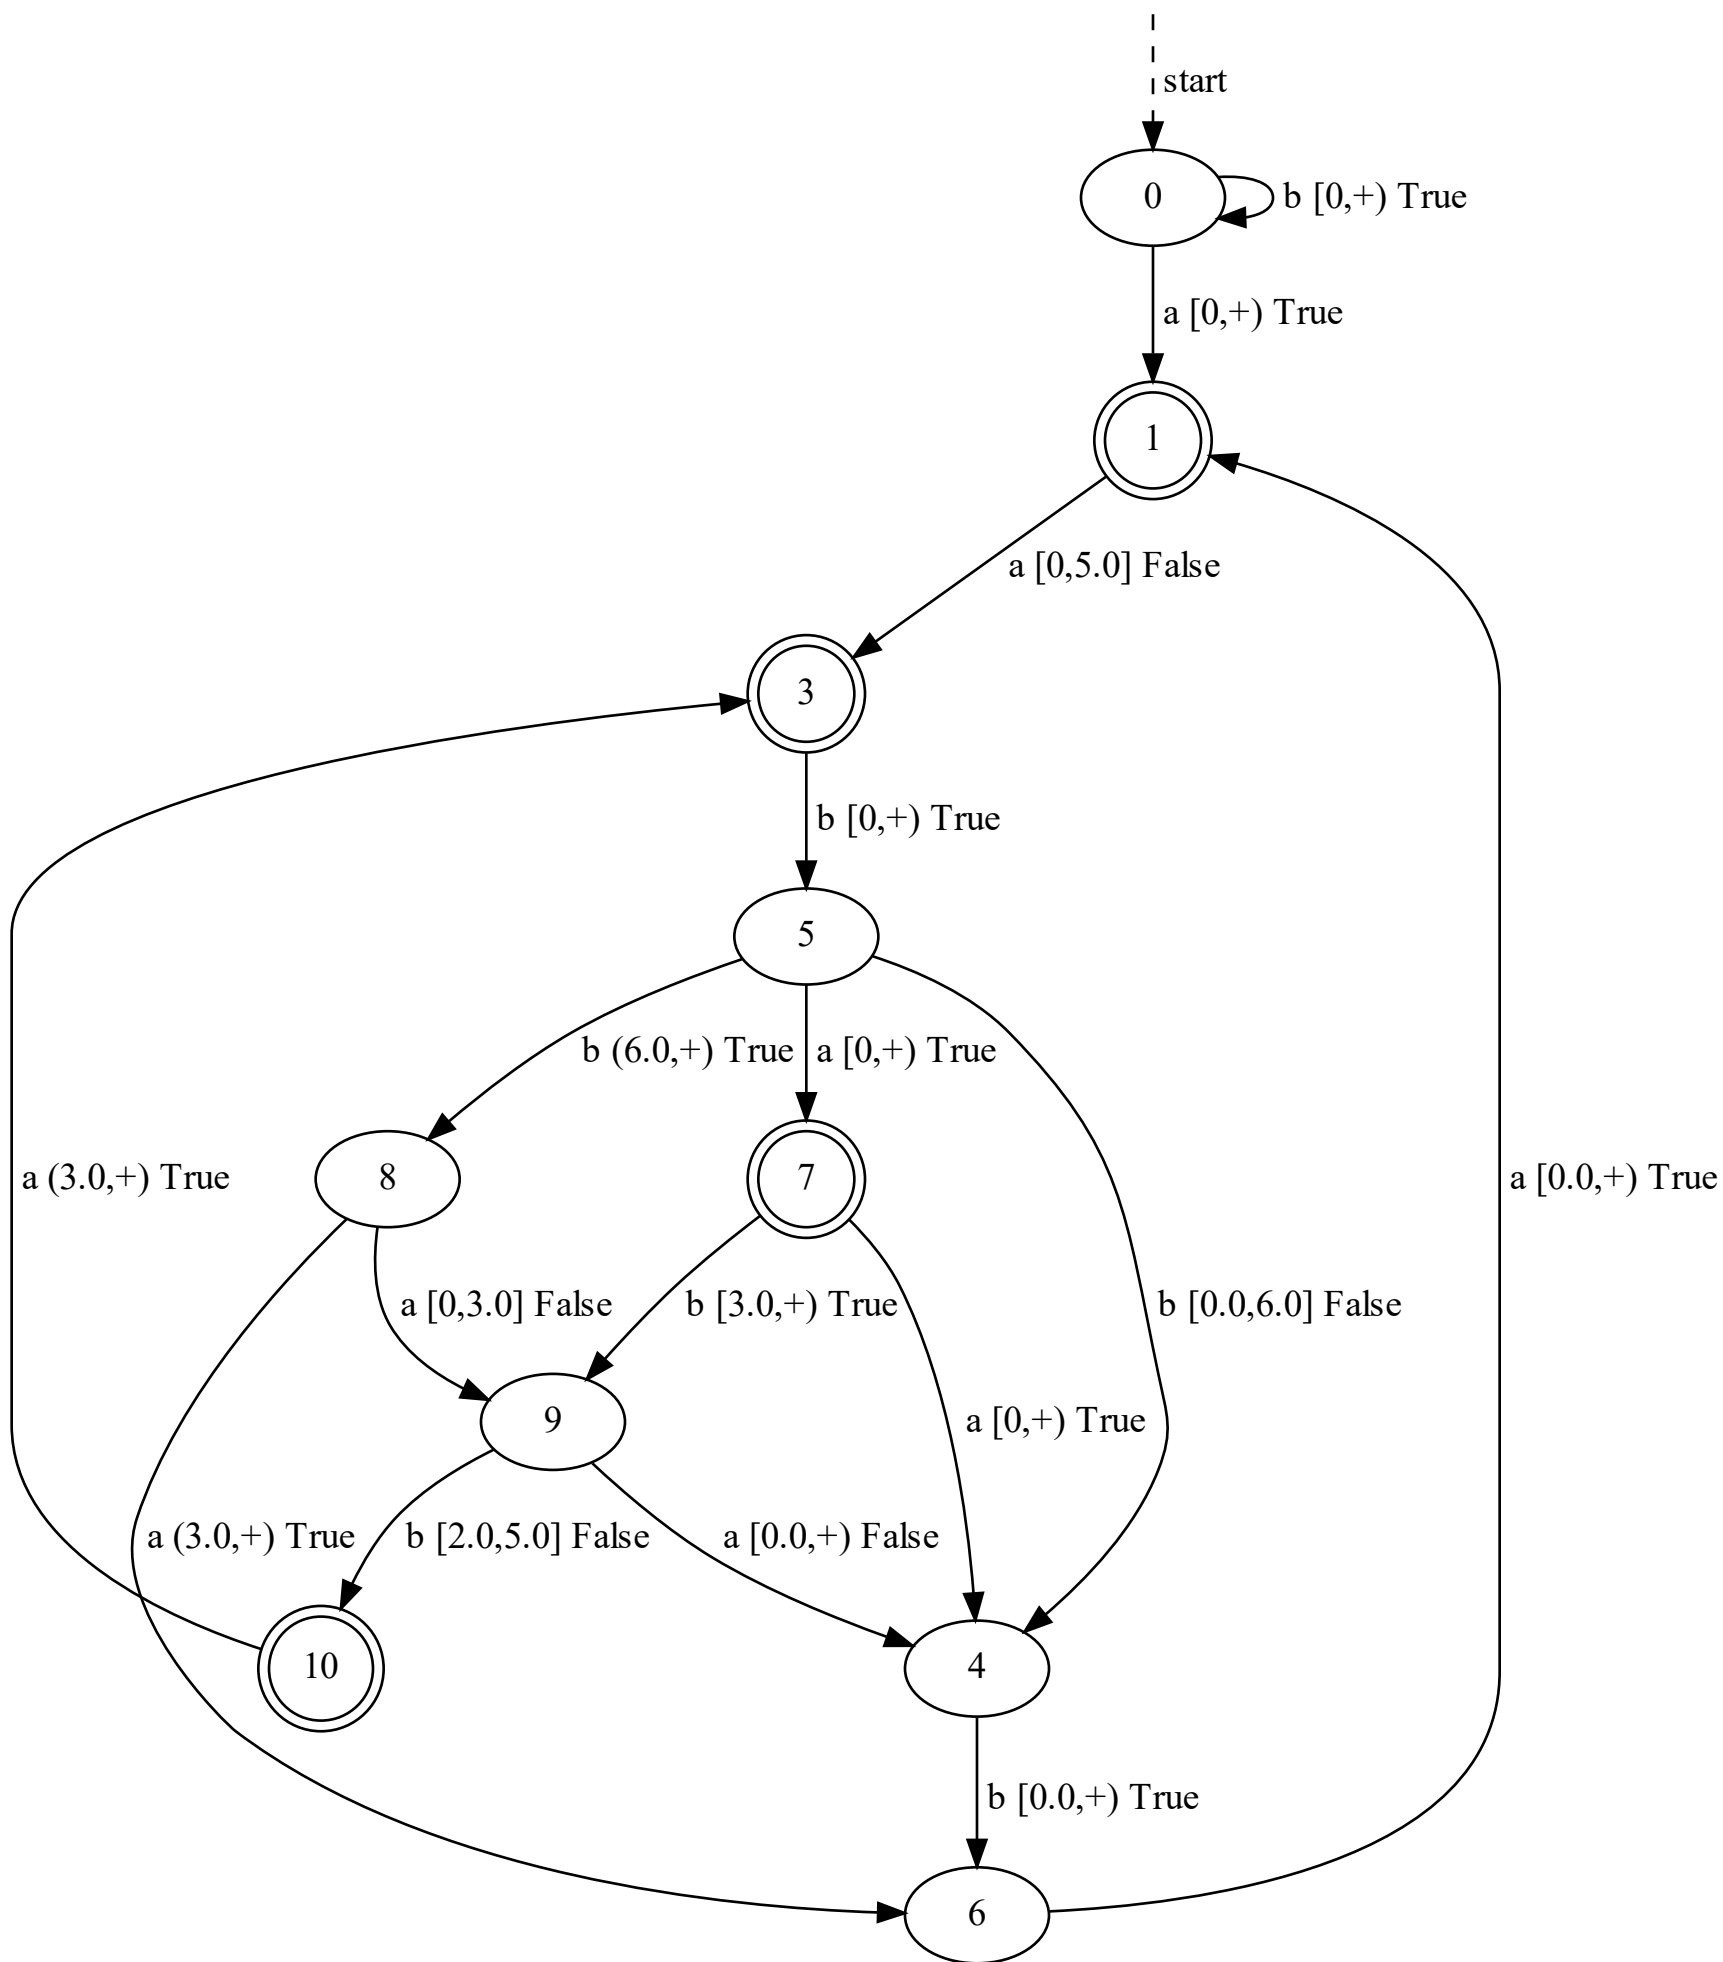 start
0
b [0,+) True
a [0,+) True
1
a [0,5.0] False
3
b [0,+) True
5
b (6.0,+) True
a [0,+) True
8
7
a (3.0,+) True
a [0.0,+) True
a [0,3.0] False
b [3.0,+) True
b [0.0,6.0] False
9
a [0,+) True
a (3.0,+) True
b [2.0,5.0] False
a [0.0,+) False
10
4
b [0.0,+) True
6